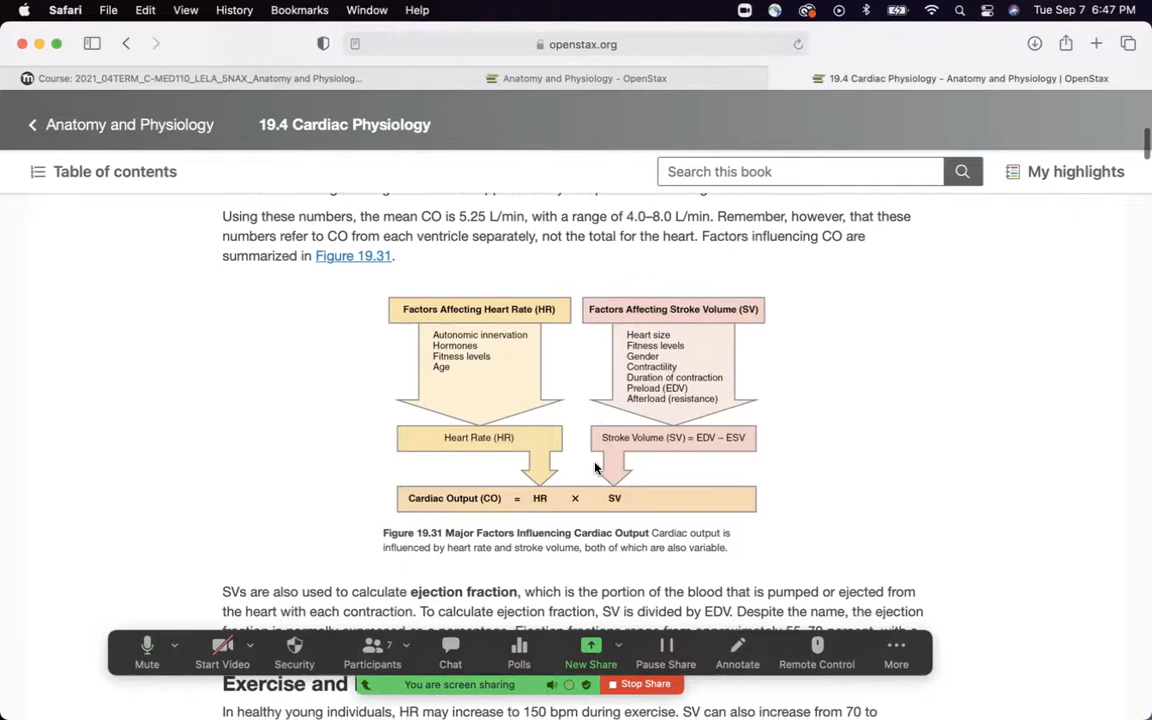 Safari File Edit View History Bookmarks Window Help Tue Sep 7 6:47 PM
openstax.org
Course: 2021_04TERM_C-MED110_LELA_5NAX_Anatomy and Physiolog... Anatomy and Physiology - OpenStax 19.4 Cardiac Physiology - Anatomy and Physiology | OpenStax
Anatomy and Physiology 19.4 Cardiac Physiology
Table of contents Search this book My highlights
Using these numbers, the mean CO is 5.25 L/min, with a range of 4.0–8.0 L/min. Remember, however, that these
numbers refer to CO from each ventricle separately, not the total for the heart. Factors influencing CO are
summarized in Figure 19.31.
Factors Affecting Heart Rate (HR)
Autonomic innervation
Hormones
Fitness levels
Age
Heart Rate (HR)
Factors Affecting Stroke Volume (SV)
Heart size
Fitness levels
Gender
Contractility
Duration of contraction
Preload (EDV)
Afterload (resistance)
Stroke Volume (SV) = EDV – ESV
Cardiac Output (CO) = HR × SV
Figure 19.31 Major Factors Influencing Cardiac Output Cardiac output is
influenced by heart rate and stroke volume, both of which are also variable.
SVs are also used to calculate ejection fraction, which is the portion of the blood that is pumped or ejected from
the heart with each contraction. To calculate ejection fraction, SV is divided by EDV. Despite the name, the ejection
Mute Start Video Security Participants 7 Chat Polls New Share Pause Share Annotate Remote Control More
You are screen sharing Stop Share
Exercise and
In healthy young individuals, HR may increase to 150 bpm during exercise. SV can also increase from 70 to